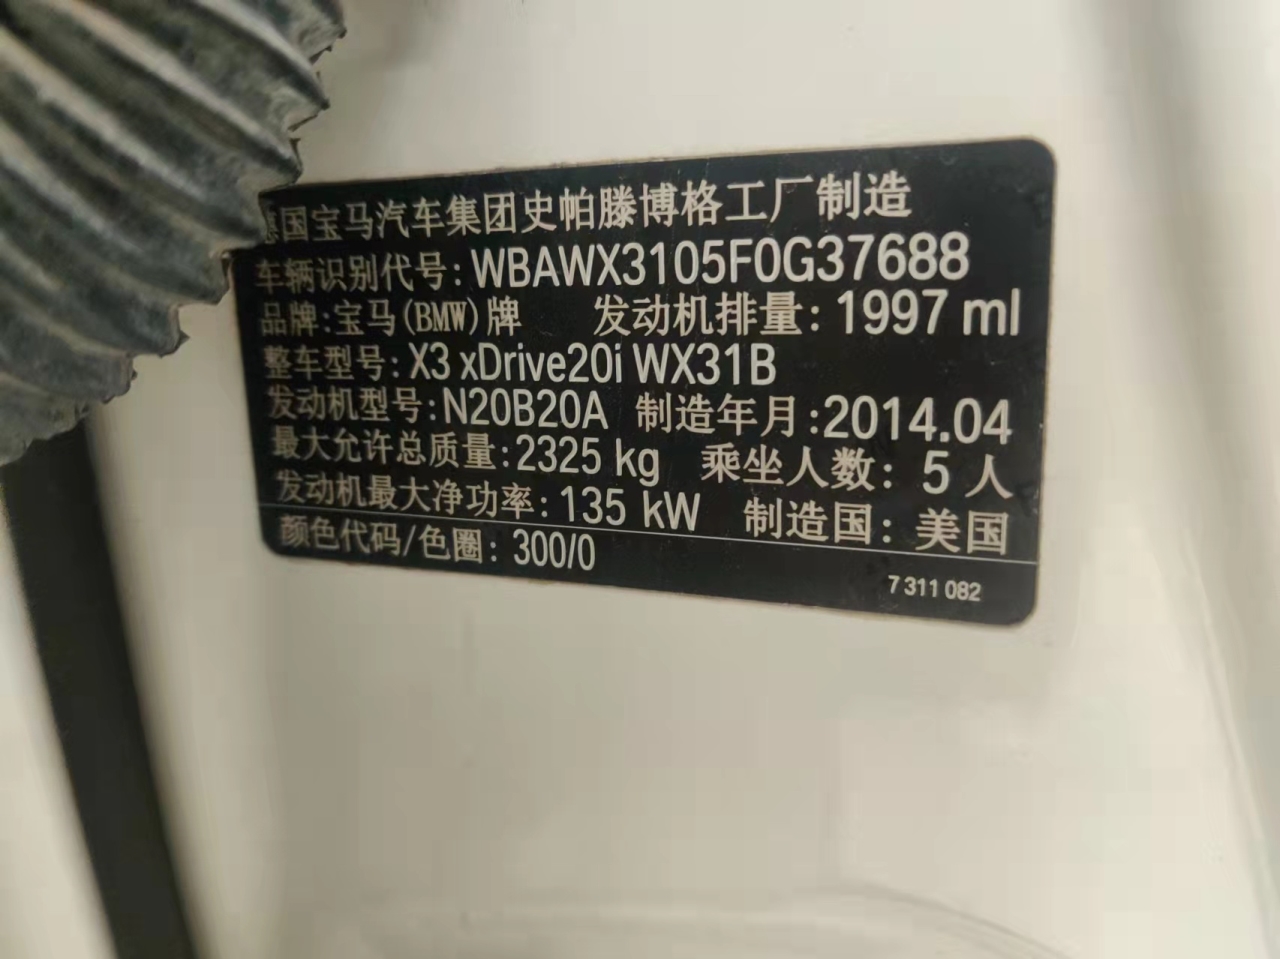 德国宝马汽车集团史帕滕博格工厂制造
车辆识别代号: WBAWX3105F0G37688
品牌: 宝马(BMW)牌 发动机排量: 1997 ml
整车型号: X3 xDrive20i WX31B
发动机型号: N20B20A 制造年月: 2014.04
最大允许总质量: 2325 kg 乘坐人数: 5 人
发动机最大净功率: 135 kW 制造国: 美国
颜色代码/色圈: 300/0
7 311 082